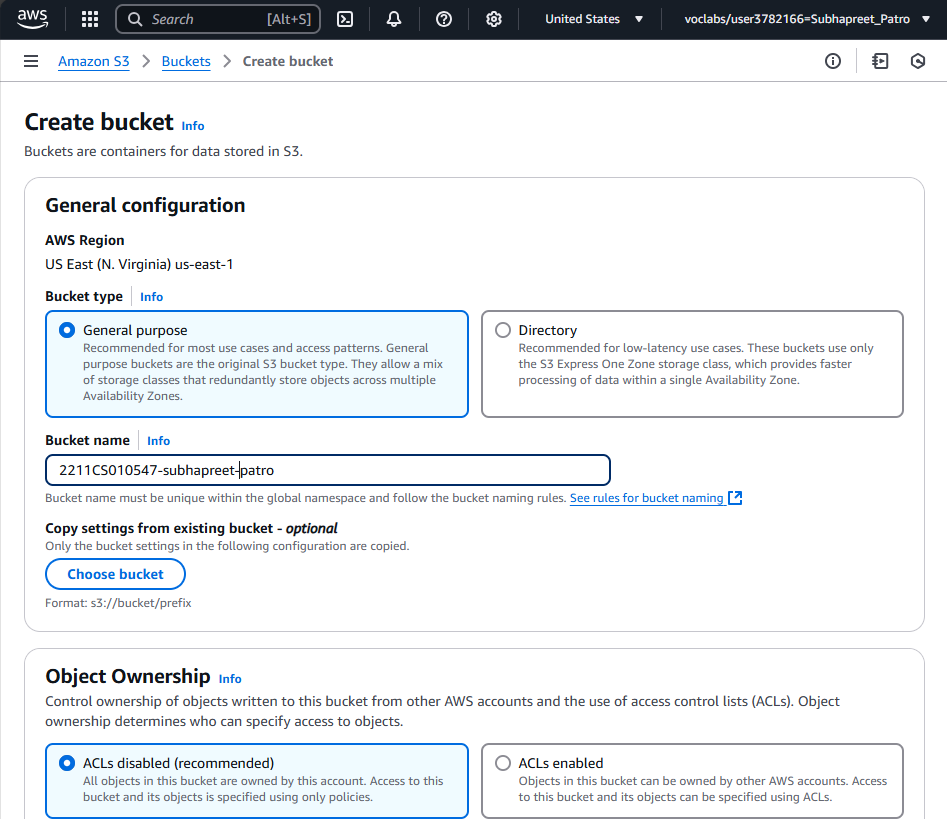 aws
Search [Alt+S] United States voclabs/user3782166=Subhapreet_Patro
Amazon S3 Buckets Create bucket
Create bucket Info
Buckets are containers for data stored in S3.
General configuration
AWS Region
US East (N. Virginia) us-east-1
Bucket type Info
General purpose
Recommended for most use cases and access patterns. General
purpose buckets are the original S3 bucket type. They allow a mix
of storage classes that redundantly store objects across multiple
Availability Zones.
Directory
Recommended for low-latency use cases. These buckets use only
the S3 Express One Zone storage class, which provides faster
processing of data within a single Availability Zone.
Bucket name Info
2211CS010547-subhapreet-patro
Bucket name must be unique within the global namespace and follow the bucket naming rules. See rules for bucket naming
Copy settings from existing bucket - optional
Only the bucket settings in the following configuration are copied.
Choose bucket
Format: s3://bucket/prefix
Object Ownership Info
Control ownership of objects written to this bucket from other AWS accounts and the use of access control lists (ACLs). Object
ownership determines who can specify access to objects.
ACLs disabled (recommended)
All objects in this bucket are owned by this account. Access to this
bucket and its objects is specified using only policies.
ACLs enabled
Objects in this bucket can be owned by other AWS accounts. Access
to this bucket and its objects can be specified using ACLs.